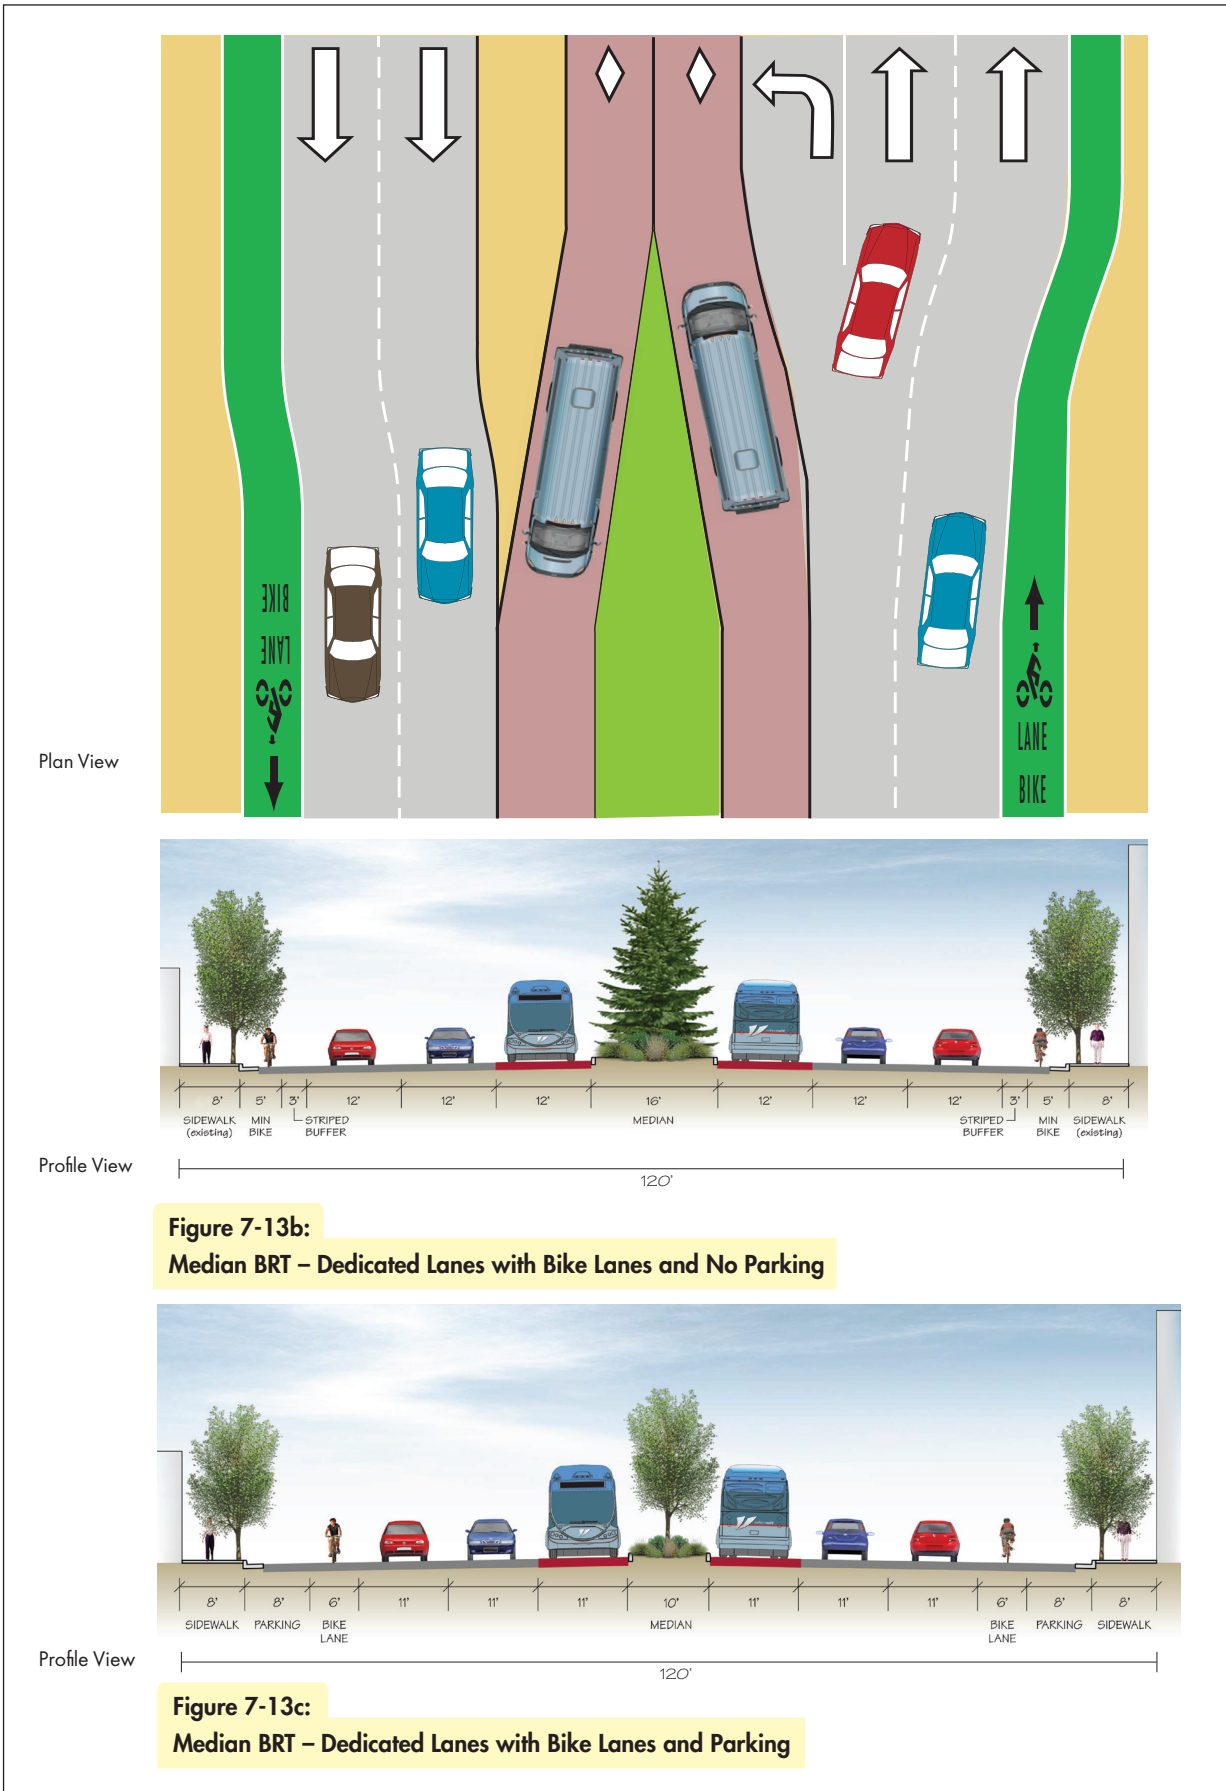 BIKE
LANE
LANE
BIKE
Plan View
8' 5' 3' 12' 12' 12' 16' 12' 12' 12' 3' 5' 8'
SIDEWALK MIN STRIPED MEDIAN STRIPED MIN SIDEWALK
(existing) BIKE BUFFER BUFFER BIKE (existing)
Profile View
120'
Figure 7-13b:
Median BRT – Dedicated Lanes with Bike Lanes and No Parking
8' 8' 6' 11' 11' 11' 10' 11' 11' 11' 6' 8' 8'
SIDEWALK PARKING BIKE MEDIAN BIKE PARKING SIDEWALK
LANE LANE
Profile View
120'
Figure 7-13c:
Median BRT – Dedicated Lanes with Bike Lanes and Parking